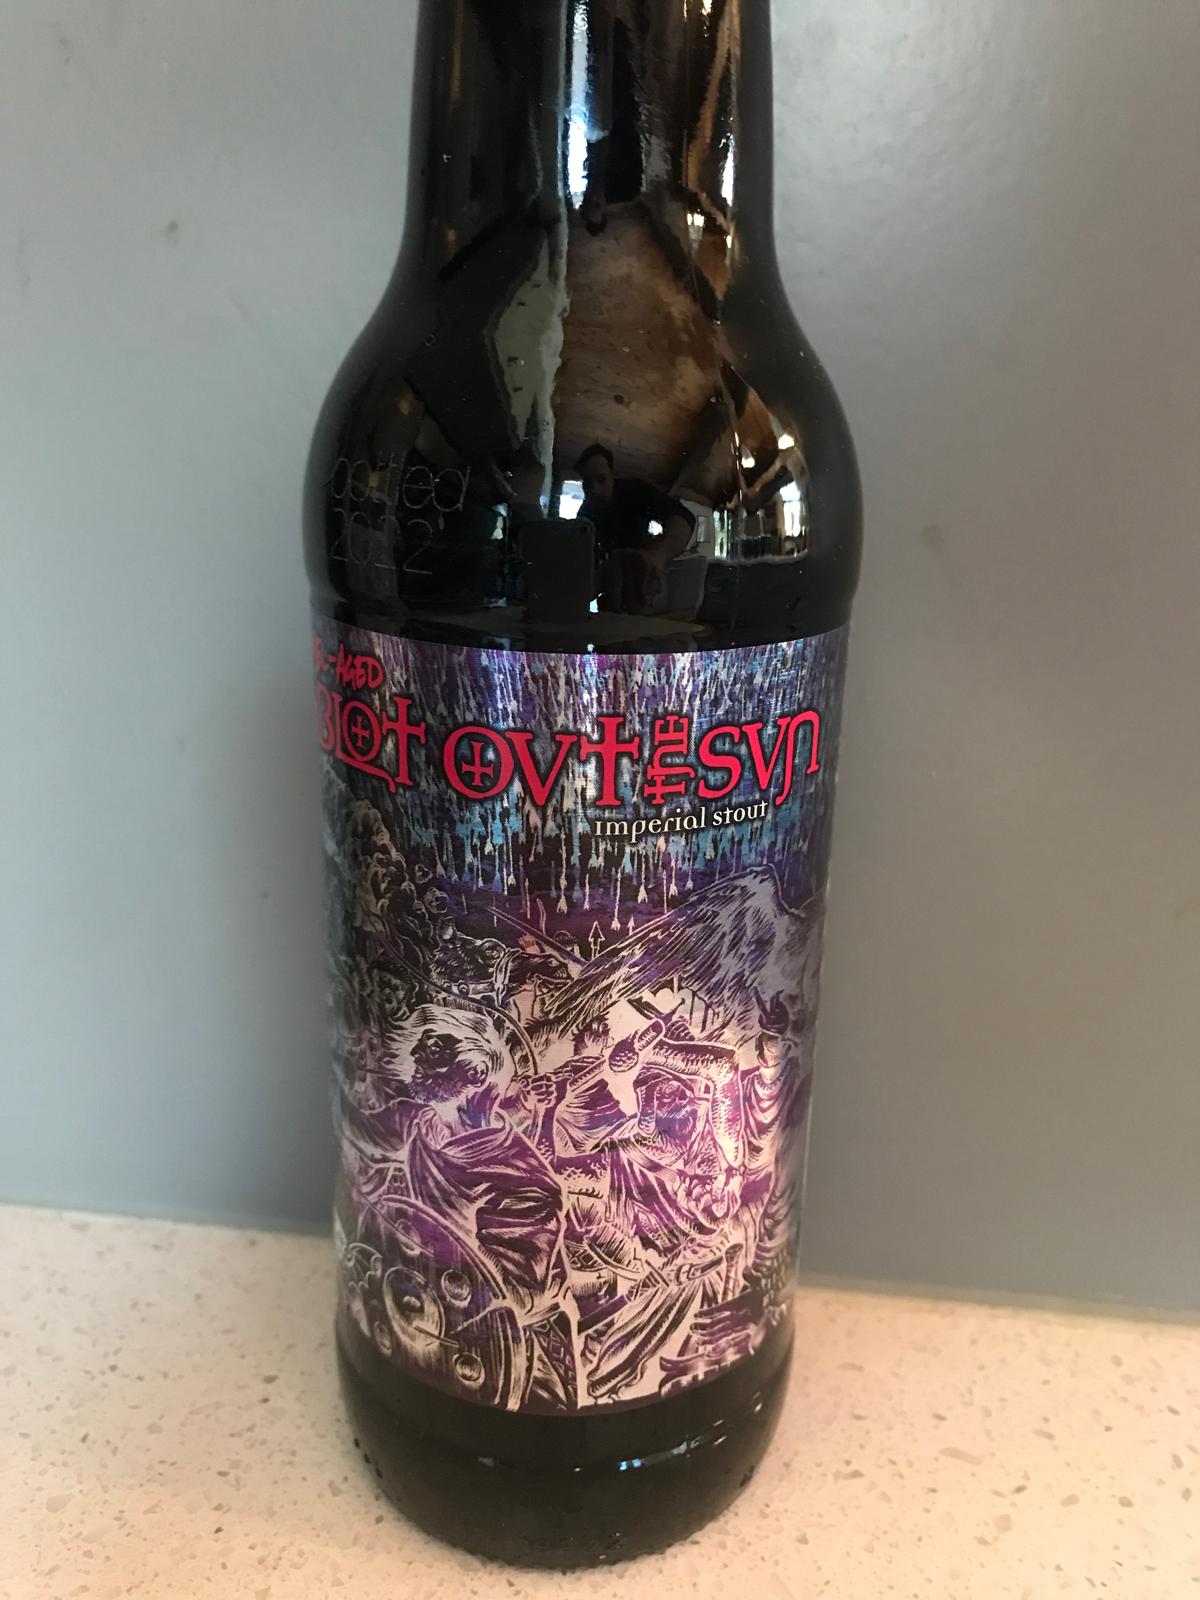 bottled
2022
-AGED
BLOT OVT THE SVN
imperial stout